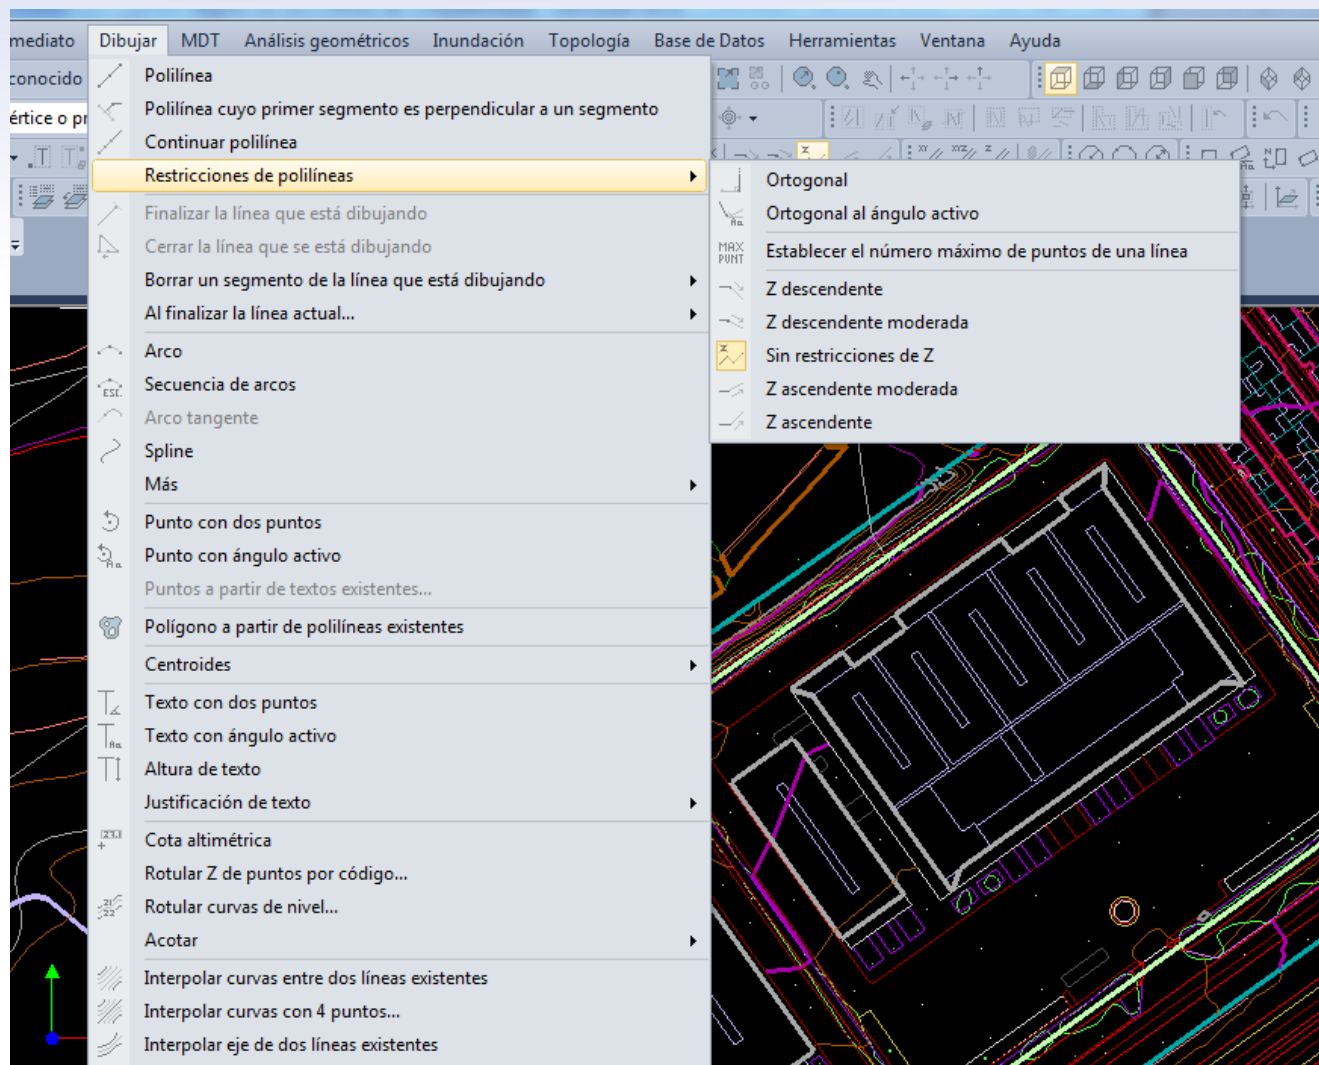 mediato Dibujar MDT Análisis geométricos Inundación Topología Base de Datos Herramientas Ventana Ayuda
conocido
értice o pr
Polilínea
Polilínea cuyo primer segmento es perpendicular a un segmento
Continuar polilínea
Restricciones de polilíneas
Finalizar la línea que está dibujando
Cerrar la línea que se está dibujando
Borrar un segmento de la línea que está dibujando
Al finalizar la línea actual...
Arco
Secuencia de arcos
Arco tangente
Spline
Más
Punto con dos puntos
Punto con ángulo activo
Puntos a partir de textos existentes...
Polígono a partir de polilíneas existentes
Centroides
Texto con dos puntos
Texto con ángulo activo
Altura de texto
Justificación de texto
Cota altimétrica
Rotular Z de puntos por código...
Rotular curvas de nivel...
Acotar
Interpolar curvas entre dos líneas existentes
Interpolar curvas con 4 puntos...
Interpolar eje de dos líneas existentes
Ortogonal
Ortogonal al ángulo activo
MAX
PUNT
Establecer el número máximo de puntos de una línea
Z descendente
Z descendente moderada
Sin restricciones de Z
Z ascendente moderada
Z ascendente